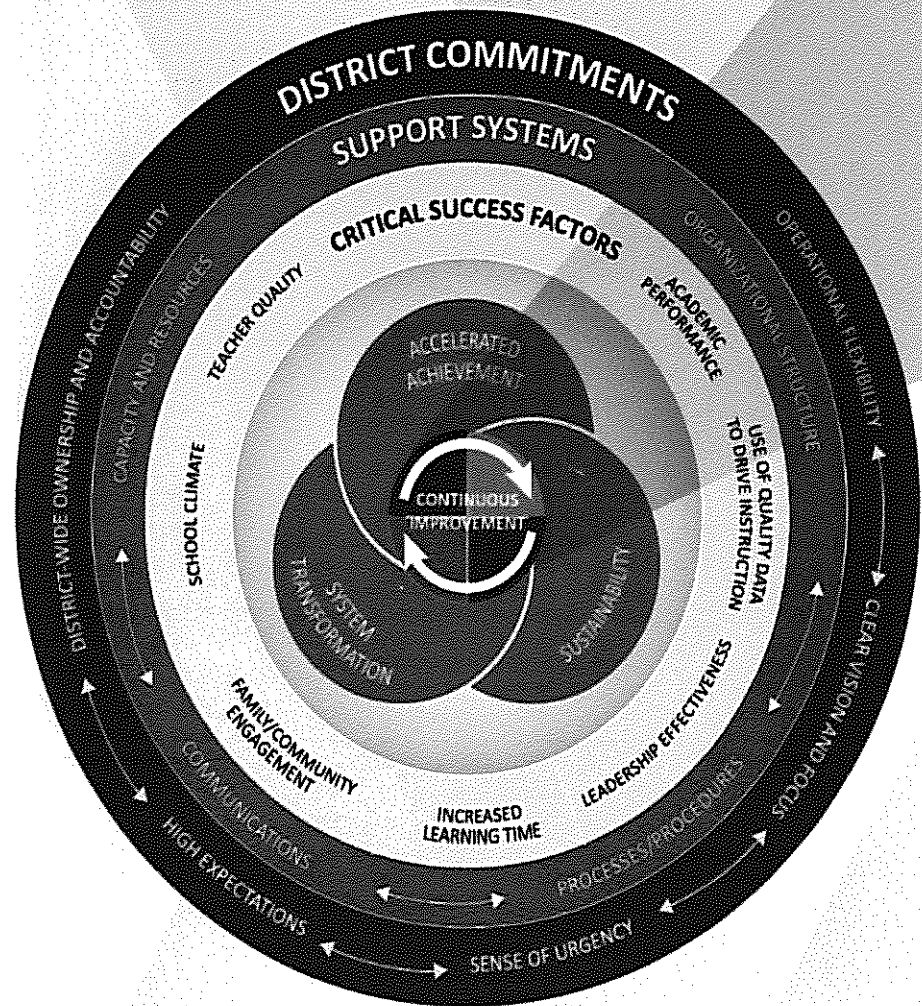 DISTRICT COMMITMENTS
OPERATIONAL FLEXIBILITY
CLEAR VISION AND FOCUS
SENSE OF URGENCY
HIGH EXPECTATIONS
DISTRICT WIDE OWNERSHIP AND ACCOUNTABILITY
SUPPORT SYSTEMS
ORGANIZATIONAL STRUCTURE
PROCESSES/PROCEDURES
COMMUNICATIONS
CAPACITY AND RESOURCES
CRITICAL SUCCESS FACTORS
ACADEMIC
PERFORMANCE
USE OF QUALITY DATA
TO DRIVE INSTRUCTION
LEADERSHIP EFFECTIVENESS
INCREASED
LEARNING TIME
FAMILY/COMMUNITY
ENGAGEMENT
SCHOOL CLIMATE
TEACHER QUALITY
ACCELERATED
ACHIEVEMENT
SUSTAINABILITY
SYSTEM
TRANSFORMATION
CONTINUOUS
IMPROVEMENT